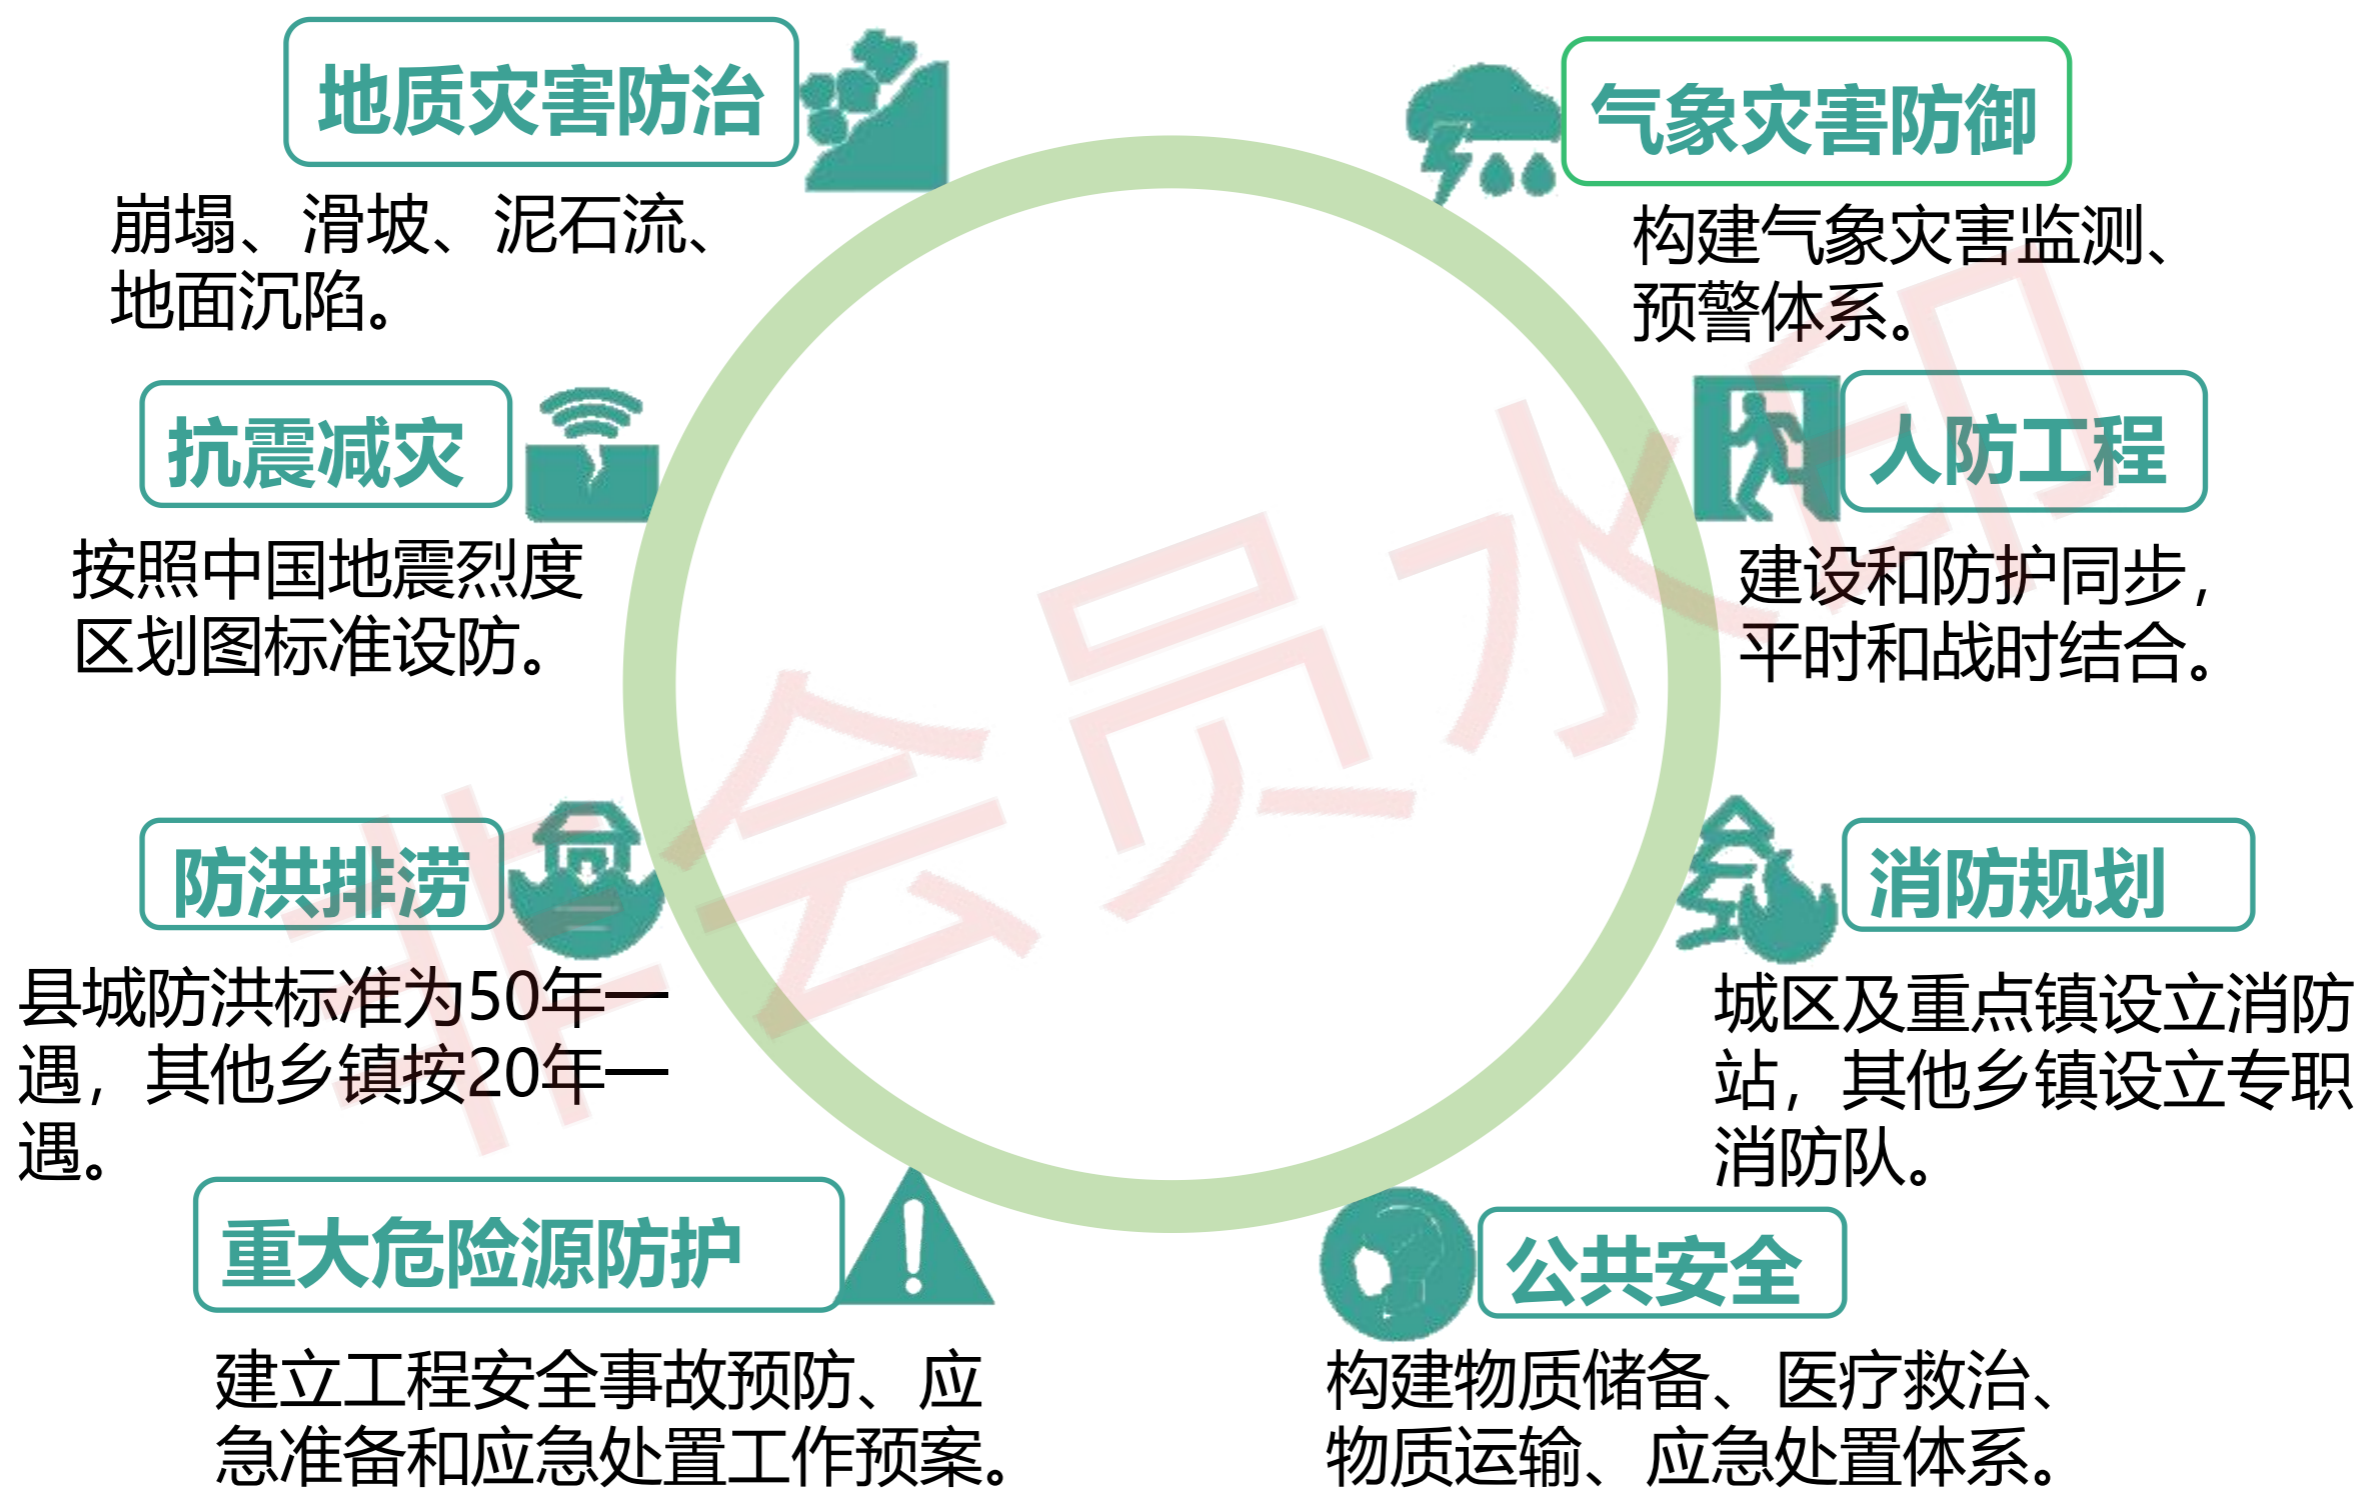 地质灾害防治
崩塌、滑坡、泥石流、
地面沉陷。
抗震减灾
按照中国地震烈度
区划图标准设防。
防洪排涝
县城防洪标准为50年一
遇，其他乡镇按20年一
遇。
重大危险源防护
建立工程安全事故预防、应
急准备和应急处置工作预案。
气象灾害防御
构建气象灾害监测、
预警体系。
人防工程
建设和防护同步，
平时和战时结合。
消防规划
城区及重点镇设立消防
站，其他乡镇设立专职
消防队。
公共安全
构建物质储备、医疗救治、
物质运输、应急处置体系。
非会员水印